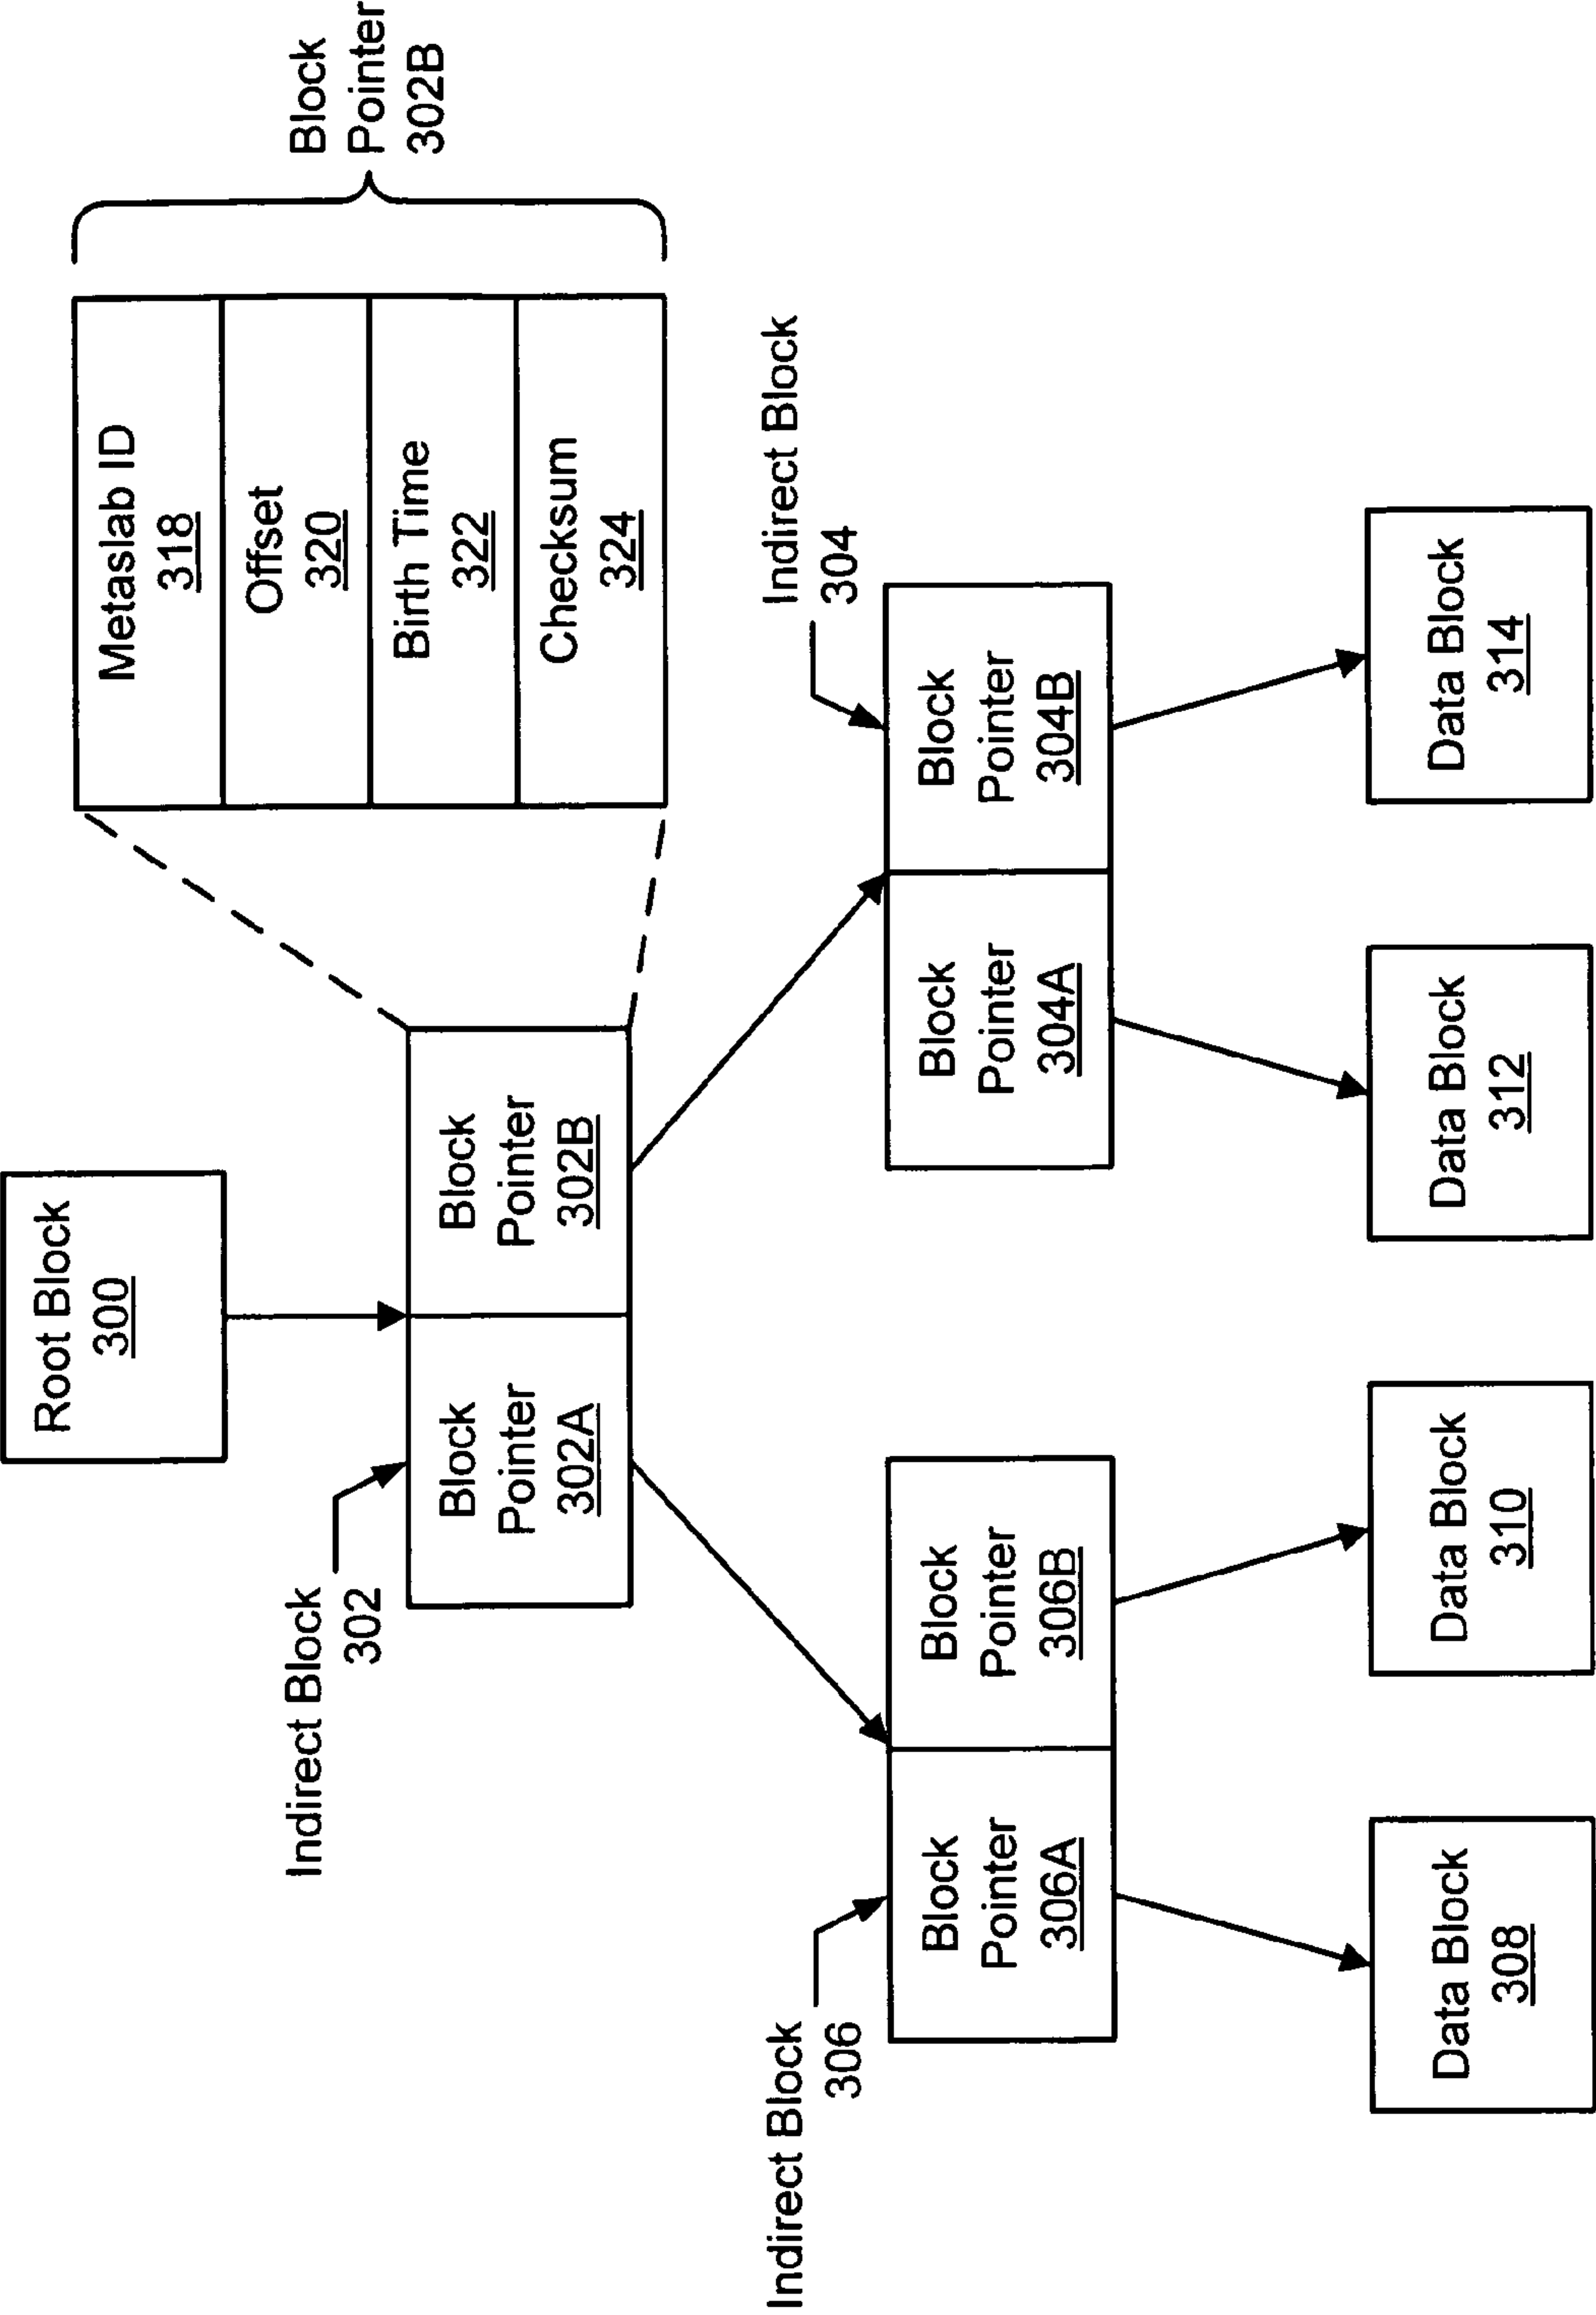 Root Block
300
Metaslab ID
318
Offset
320
Birth Time
322
Checksum
324
Block
Pointer
302B
Indirect Block
302
Block
Pointer
302A
Block
Pointer
302B
Indirect Block
306
Block
Pointer
306A
Block
Pointer
306B
Indirect Block
304
Block
Pointer
304A
Block
Pointer
304B
Data Block
308
Data Block
310
Data Block
312
Data Block
314